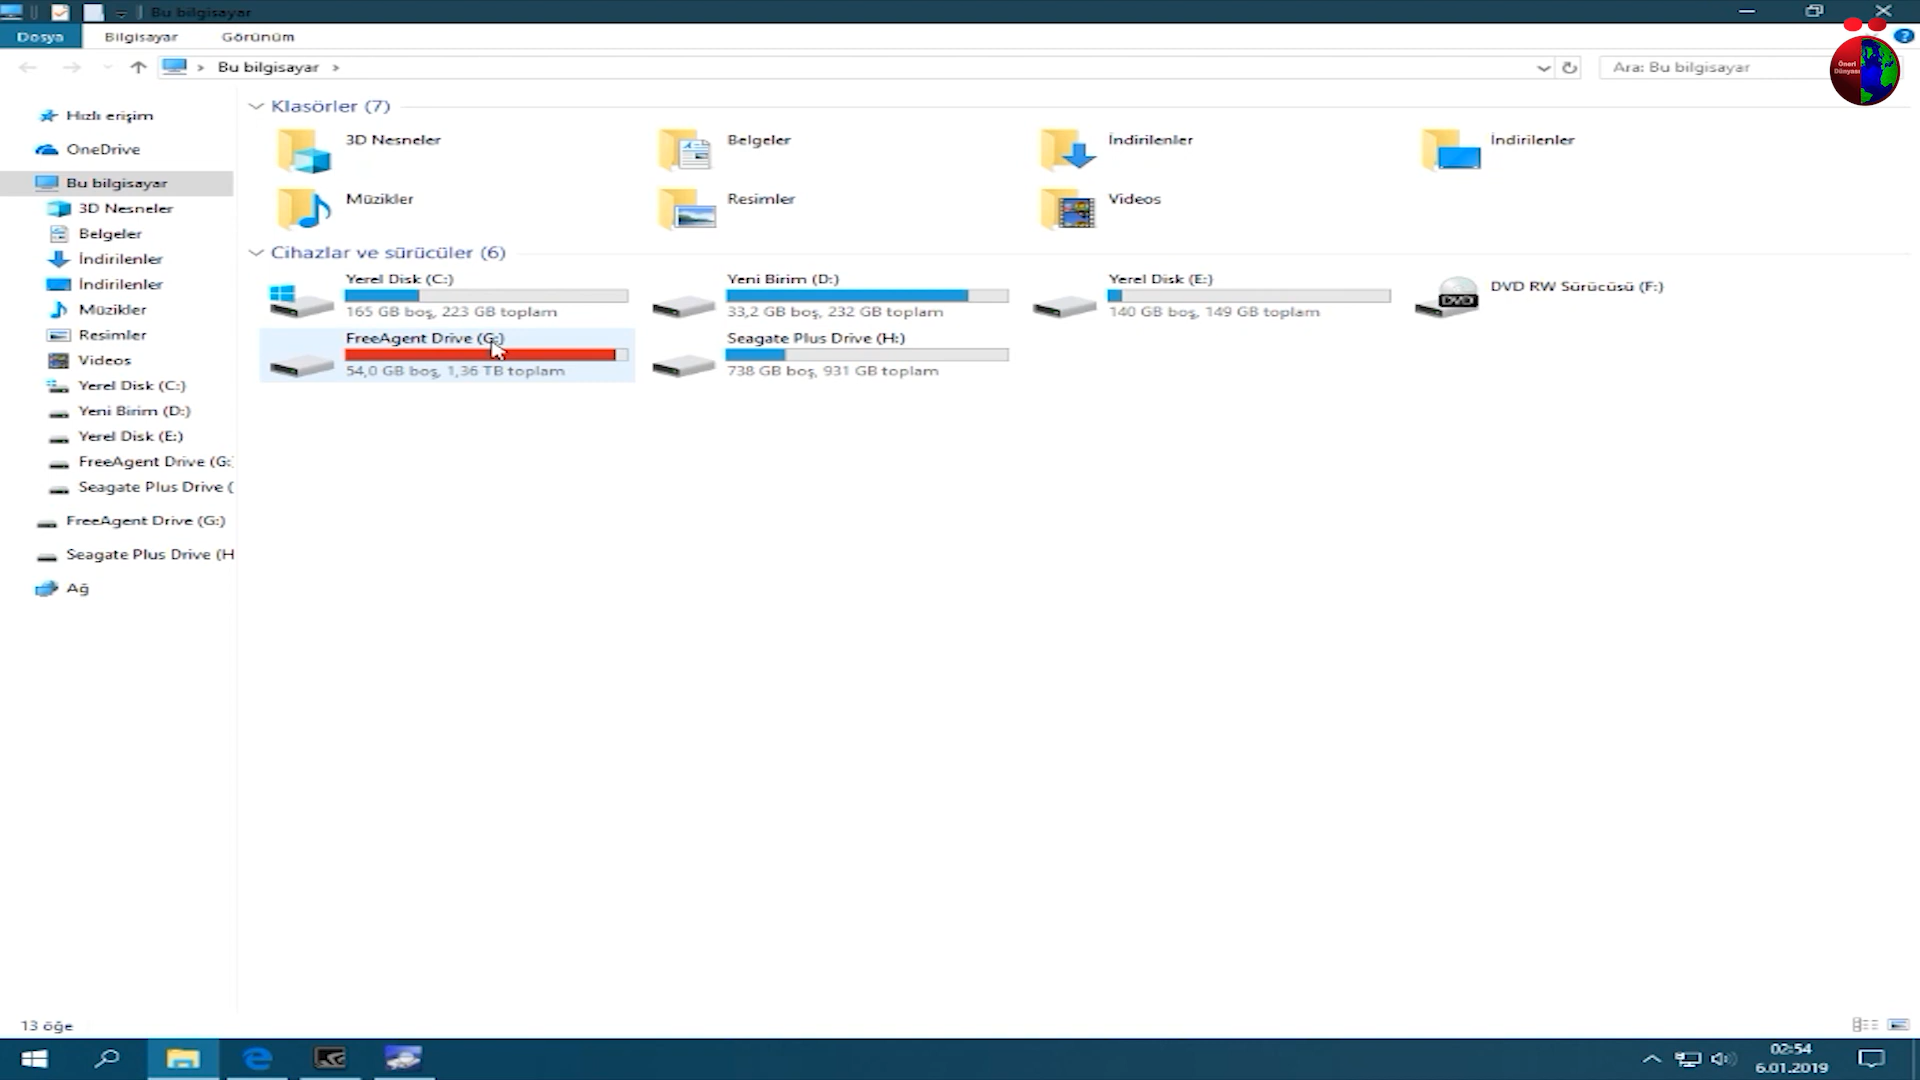 Bu bilgisayar
Dosya
Bilgisayar
Görünüm
Bu bilgisayar
Ara: Bu bilgisayar
Öneri
Dünyası
Hızlı erişim
OneDrive
Bu bilgisayar
3D Nesneler
Belgeler
İndirilenler
İndirilenler
Müzikler
Resimler
Videos
Yerel Disk (C:)
Yeni Birim (D:)
Yerel Disk (E:)
FreeAgent Drive (G:
Seagate Plus Drive (
FreeAgent Drive (G:)
Seagate Plus Drive (H
Ağ
Klasörler (7)
3D Nesneler
Belgeler
İndirilenler
İndirilenler
Müzikler
Resimler
Videos
Cihazlar ve sürücüler (6)
Yerel Disk (C:)
165 GB boş, 223 GB toplam
Yeni Birim (D:)
33,2 GB boş, 232 GB toplam
Yerel Disk (E:)
140 GB boş, 149 GB toplam
DVD
DVD RW Sürücüsü (F:)
FreeAgent Drive (G:)
54,0 GB boş, 1,36 TB toplam
Seagate Plus Drive (H:)
738 GB boş, 931 GB toplam
13 öğe
02:54
6.01.2019